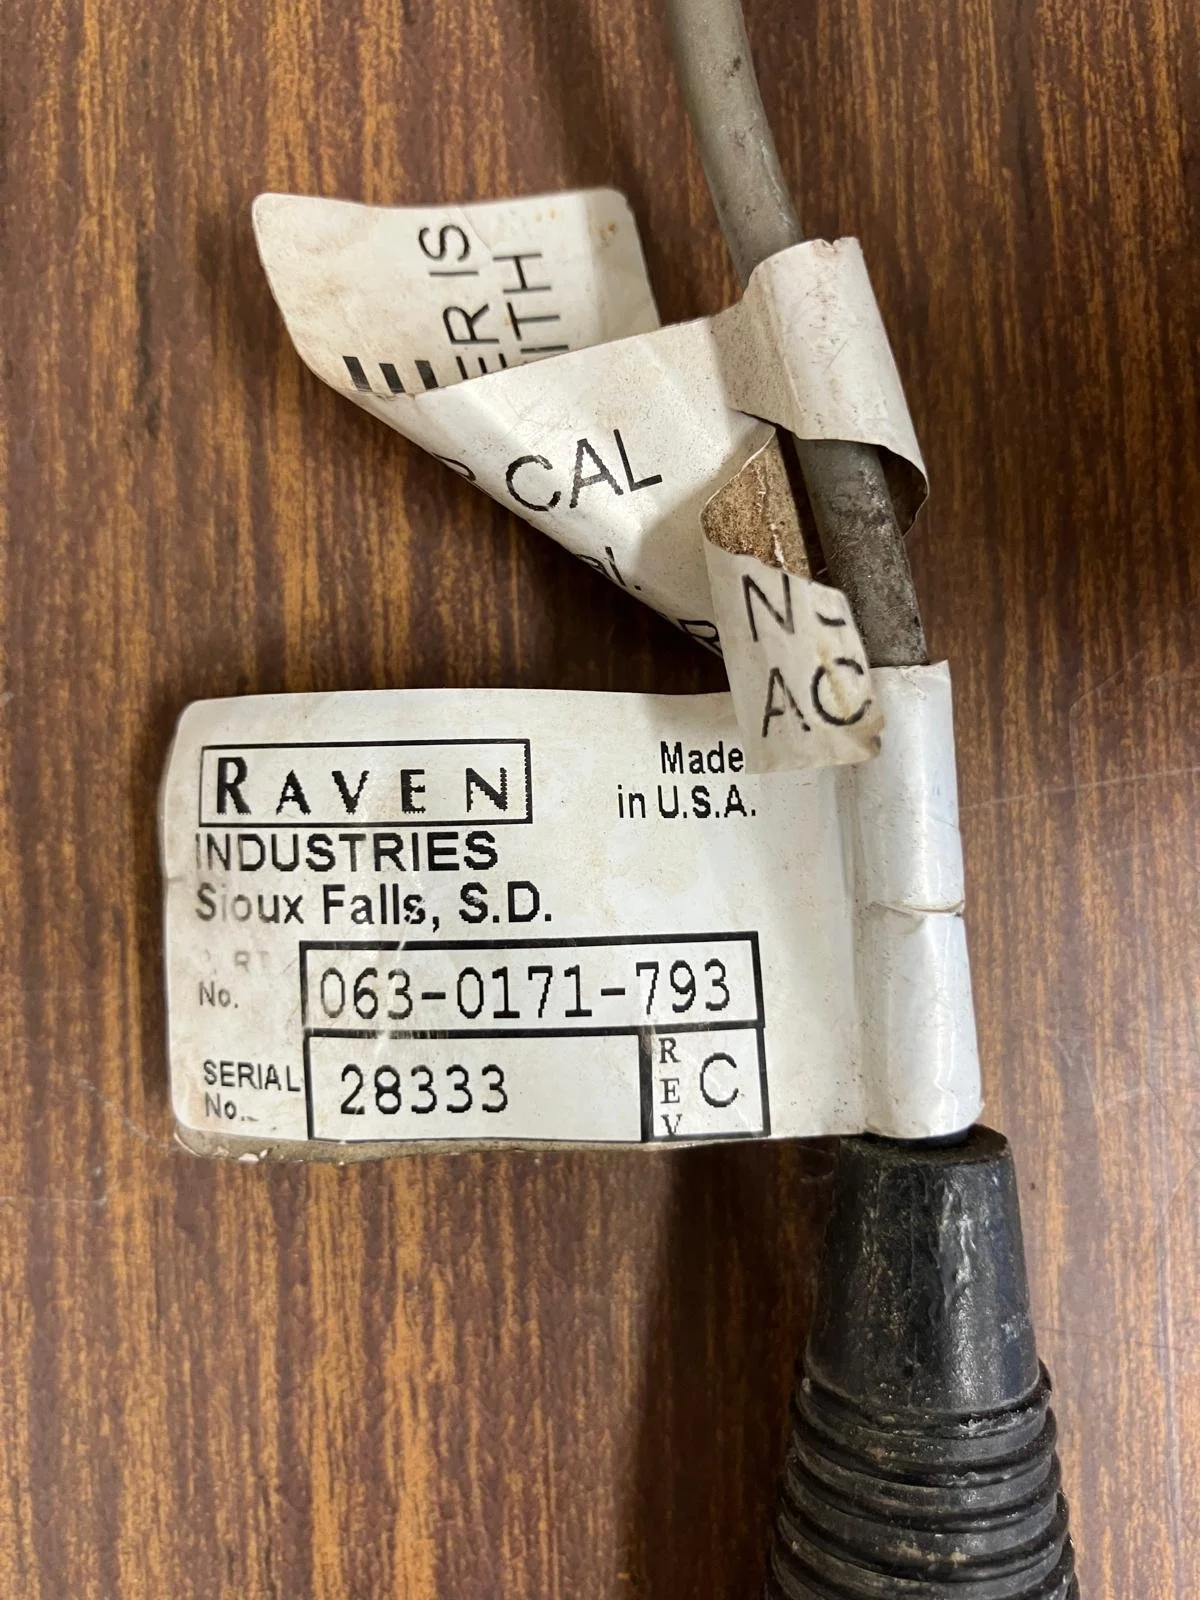 ER IS
ITH
CAL
N-
AC
RAVEN
INDUSTRIES
Sioux Falls, S.D.
Made
in U.S.A.
No.
063-0171-793
SERIAL
No.
28333
REV
C